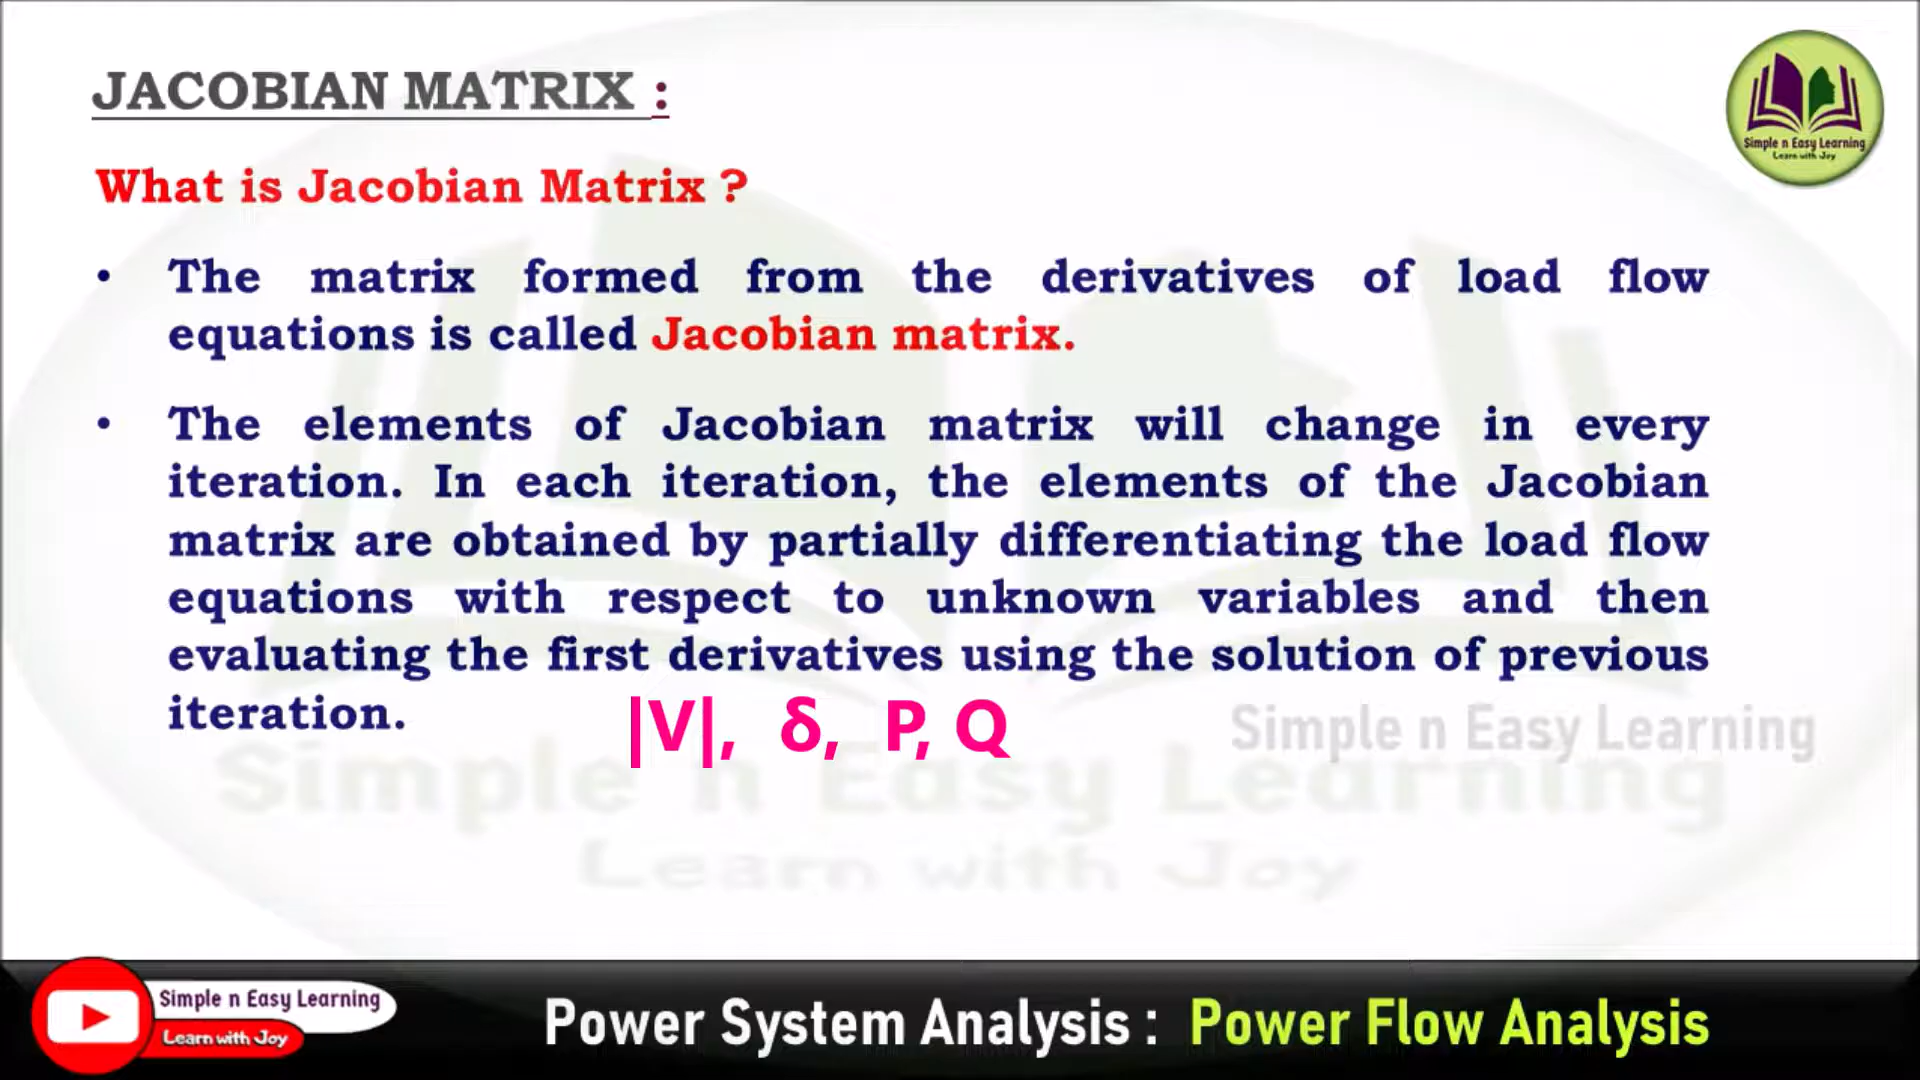 JACOBIAN MATRIX :
Simple n Easy Learning
Learn with Joy
What is Jacobian Matrix ?
• The matrix formed from the derivatives of load flow
equations is called Jacobian matrix.
• The elements of Jacobian matrix will change in every
iteration. In each iteration, the elements of the Jacobian
matrix are obtained by partially differentiating the load flow
equations with respect to unknown variables and then
evaluating the first derivatives using the solution of previous
iteration.
|V|, δ, P, Q
Simple n Easy Learning
Simple n Easy Learning
Learn with Joy
Simple n Easy Learning
Learn with Joy
Power System Analysis : Power Flow Analysis